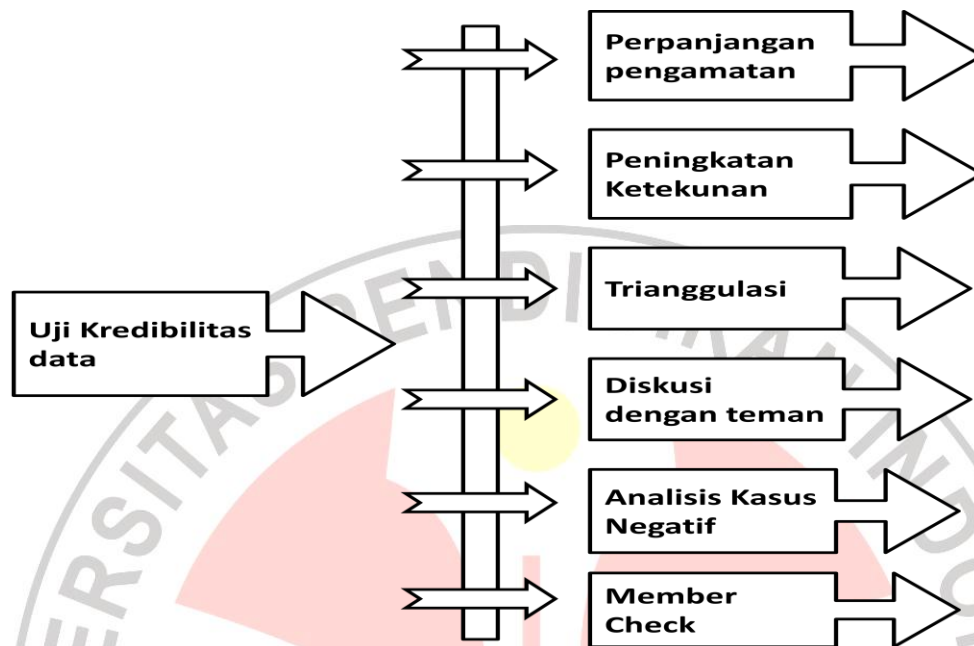 Perpanjangan
pengamatan
Peningkatan
Ketekunan
Uji Kredibilitas
data
Trianggulasi
Diskusi
dengan teman
Analisis Kasus
Negatif
Member
Check